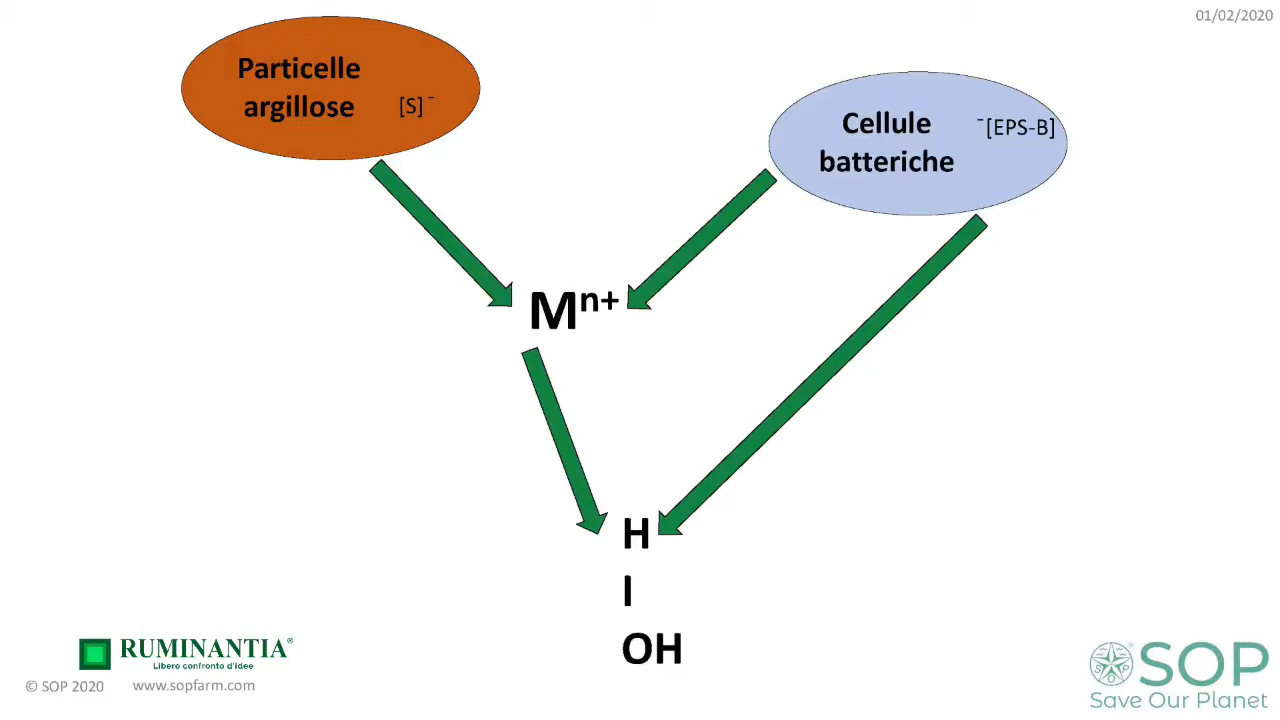 01/02/2020
Particelle
argillose [S]⁻
Cellule
batteriche ⁻[EPS-B]
Mⁿ⁺
H
I
OH
RUMINANTIA®
Libero confronto d'idee
© SOP 2020 www.sopfarm.com
SOP
Save Our Planet